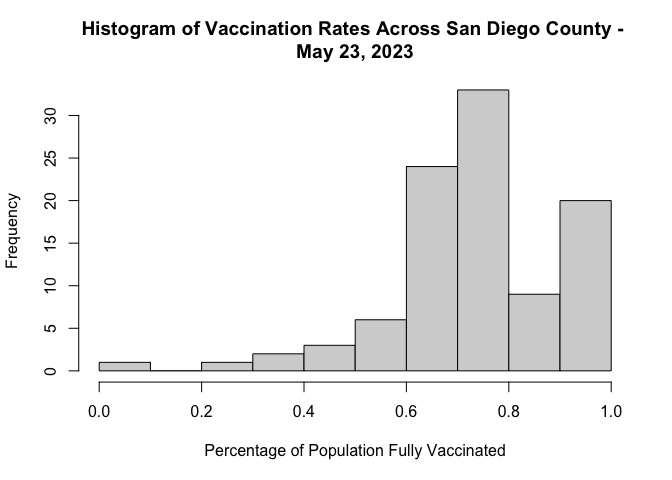 Histogram of Vaccination Rates Across San Diego County -
May 23, 2023
Frequency
30
25
20
15
10
5
0
0.0 0.2 0.4 0.6 0.8 1.0
Percentage of Population Fully Vaccinated